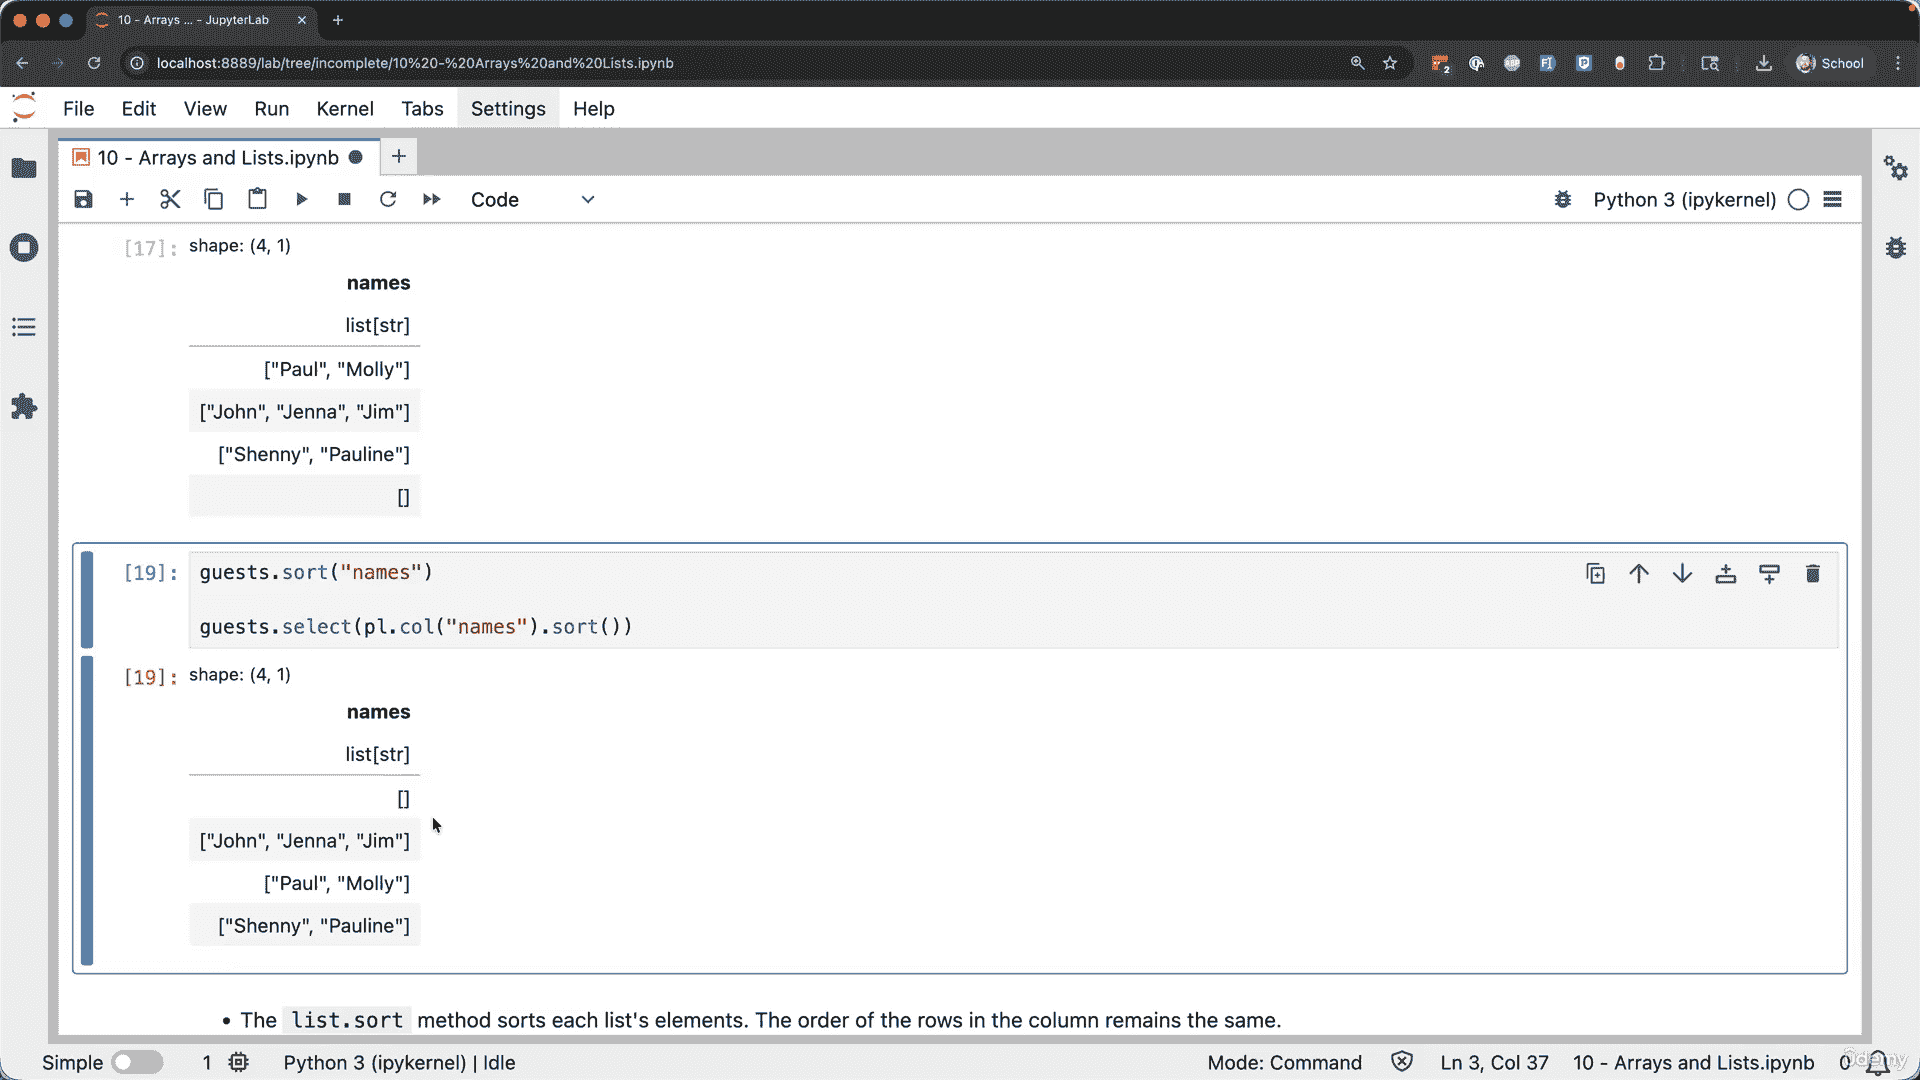 10 - Arrays ... - JupyterLab
localhost:8889/lab/tree/incomplete/10%20-%20Arrays%20and%20Lists.ipynb
2
ABP
School
File Edit View Run Kernel Tabs Settings Help
10 - Arrays and Lists.ipynb
Code
Python 3 (ipykernel)
[17]: shape: (4, 1)
names
list[str]
["Paul", "Molly"]
["John", "Jenna", "Jim"]
["Shenny", "Pauline"]
[]
[19]: guests.sort("names")
guests.select(pl.col("names").sort())
[19]: shape: (4, 1)
names
list[str]
[]
["John", "Jenna", "Jim"]
["Paul", "Molly"]
["Shenny", "Pauline"]
• The list.sort method sorts each list's elements. The order of the rows in the column remains the same.
Simple 1 Python 3 (ipykernel) | Idle Mode: Command Ln 3, Col 37 10 - Arrays and Lists.ipynb 0
Udemy